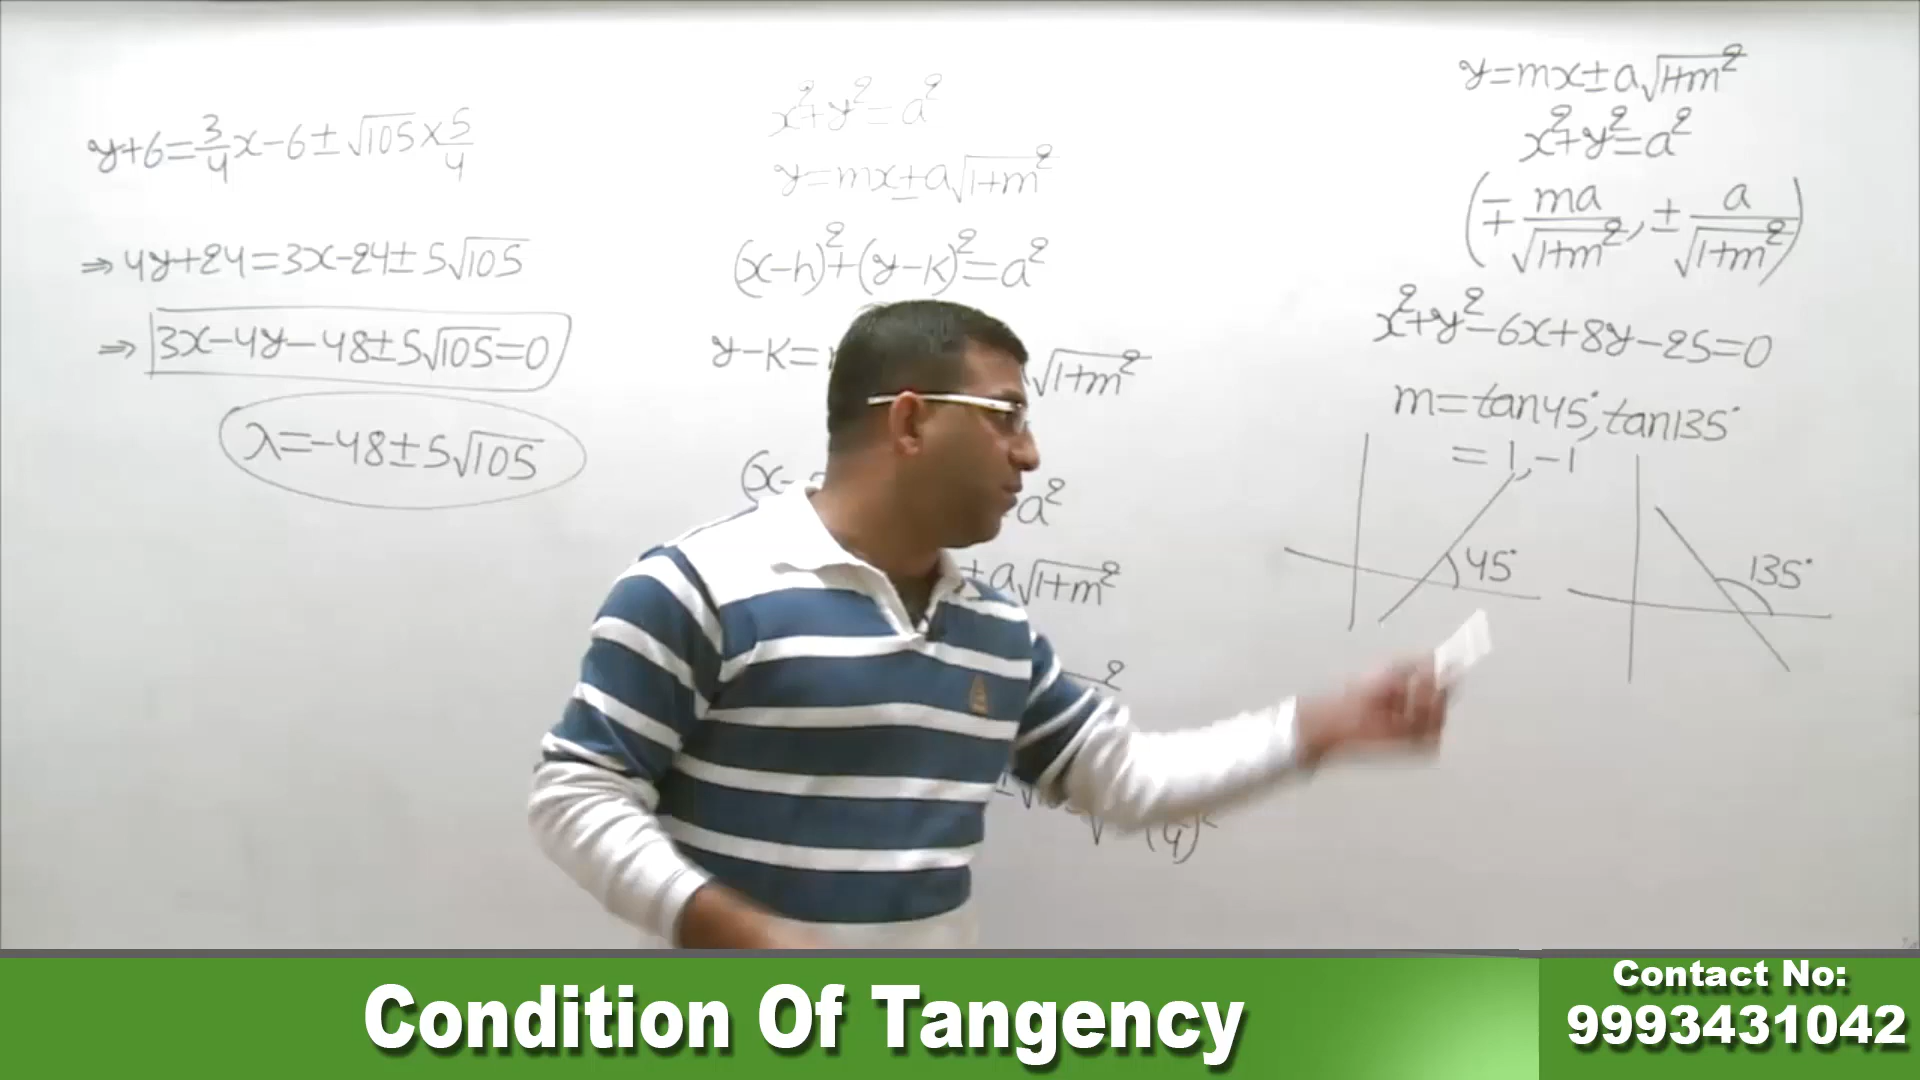 y+6=3/4x-6±√105×5/4
⇒4y+24=3x-24±5√105
⇒3x-4y-48±5√105=0
λ=-48±5√105
x²+y²=a²
y=mx±a√1+m²
(x-h)²+(y-k)²=a²
y-k=
√1+m²
(x-
a²
±a√1+m²
y=mx±a√1+m²
x²+y²=a²
(∓ma/√1+m², ±a/√1+m²)
x²+y²-6x+8y-25=0
m=tan45°, tan135°
=1,-1
45°
135°
Condition Of Tangency
Contact No:
9993431042